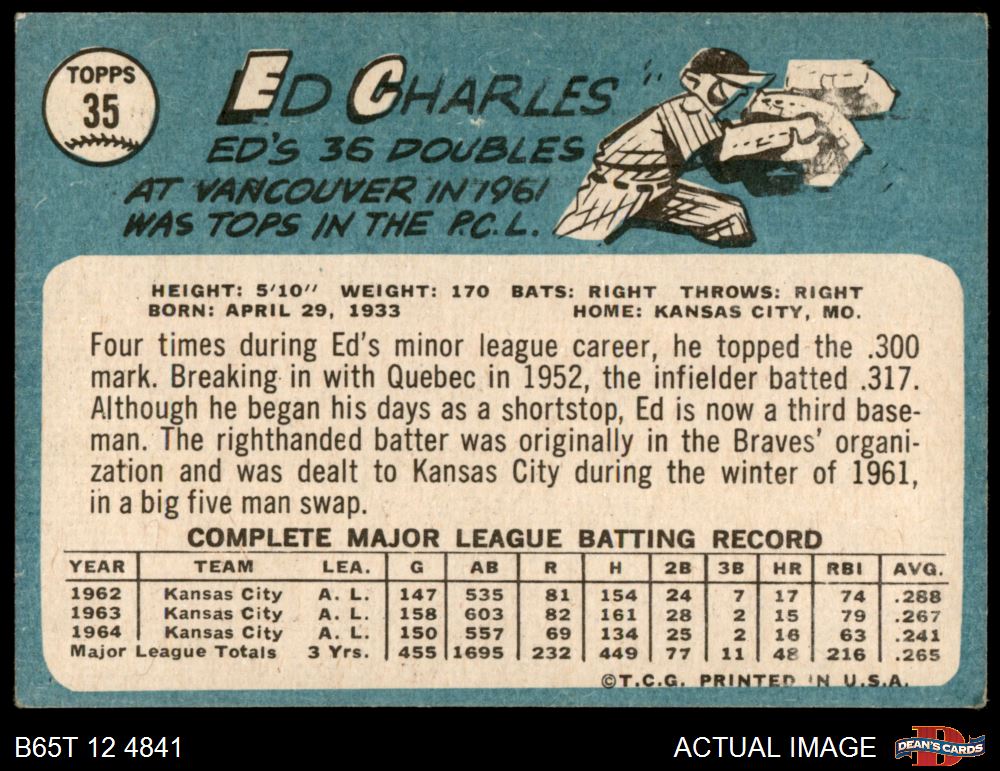 TOPPS
35
ED CHARLES
ED'S 36 DOUBLES
AT VANCOUVER IN 1961
WAS TOPS IN THE P.C.L.
HEIGHT: 5'10" WEIGHT: 170 BATS: RIGHT THROWS: RIGHT
BORN: APRIL 29, 1933 HOME: KANSAS CITY, MO.
Four times during Ed's minor league career, he topped the .300
mark. Breaking in with Quebec in 1952, the infielder batted .317.
Although he began his days as a shortstop, Ed is now a third base-
man. The righthanded batter was originally in the Braves' organi-
zation and was dealt to Kansas City during the winter of 1961,
in a big five man swap.
COMPLETE MAJOR LEAGUE BATTING RECORD
YEAR TEAM LEA. G AB R H 2B 3B HR RBI AVG.
1962 Kansas City A. L. 147 535 81 154 24 7 17 74 .288
1963 Kansas City A. L. 158 603 82 161 28 2 15 79 .267
1964 Kansas City A. L. 150 557 69 134 25 2 16 63 .241
Major League Totals 3 Yrs. 455 1695 232 449 77 11 48 216 .265
©T.C.G. PRINTED IN U.S.A.
B65T 12 4841 ACTUAL IMAGE DEAN'S CARDS